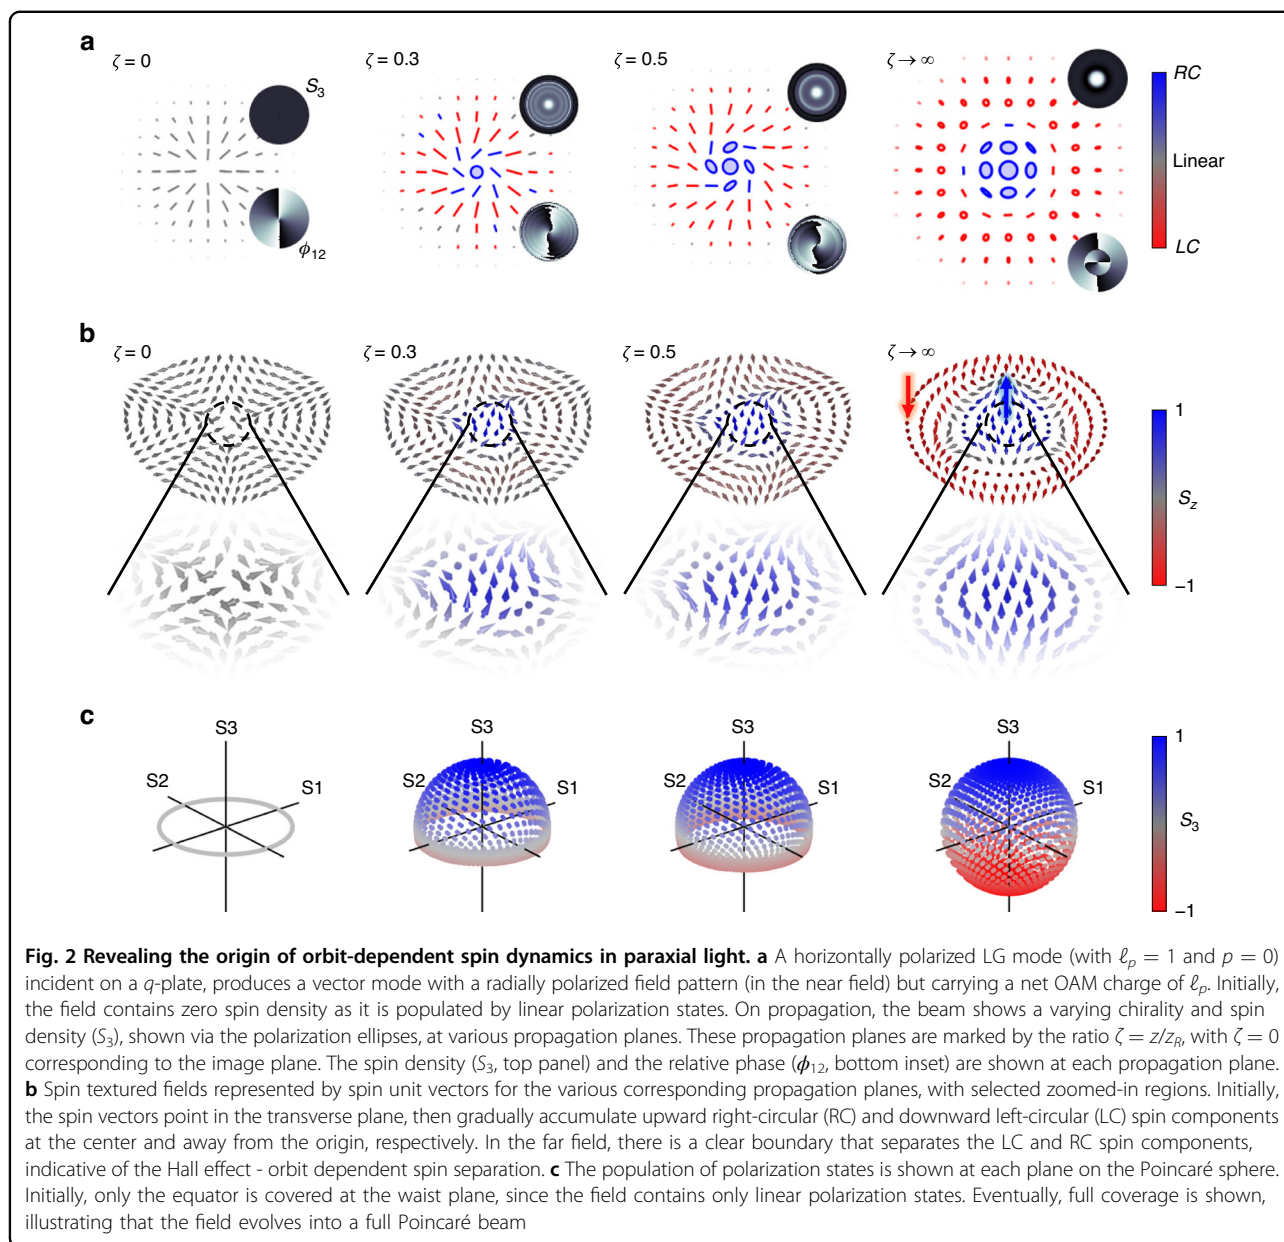 a
ζ = 0
ζ = 0.3
ζ = 0.5
ζ → ∞
S3
ϕ12
RC
Linear
LC
b
ζ = 0
ζ = 0.3
ζ = 0.5
ζ → ∞
1
Sz
−1
c
S3
S2
S1
S3
S2
S1
S3
S2
S1
S3
S2
S1
1
S3
−1
Fig. 2 Revealing the origin of orbit-dependent spin dynamics in paraxial light. a A horizontally polarized LG mode (with ℓp = 1 and p = 0)
incident on a q-plate, produces a vector mode with a radially polarized field pattern (in the near field) but carrying a net OAM charge of ℓp. Initially,
the field contains zero spin density as it is populated by linear polarization states. On propagation, the beam shows a varying chirality and spin
density (S3), shown via the polarization ellipses, at various propagation planes. These propagation planes are marked by the ratio ζ = z/zR, with ζ = 0
corresponding to the image plane. The spin density (S3, top panel) and the relative phase (ϕ12, bottom inset) are shown at each propagation plane.
b Spin textured fields represented by spin unit vectors for the various corresponding propagation planes, with selected zoomed-in regions. Initially,
the spin vectors point in the transverse plane, then gradually accumulate upward right-circular (RC) and downward left-circular (LC) spin components
at the center and away from the origin, respectively. In the far field, there is a clear boundary that separates the LC and RC spin components,
indicative of the Hall effect - orbit dependent spin separation. c The population of polarization states is shown at each plane on the Poincaré sphere.
Initially, only the equator is covered at the waist plane, since the field contains only linear polarization states. Eventually, full coverage is shown,
illustrating that the field evolves into a full Poincaré beam